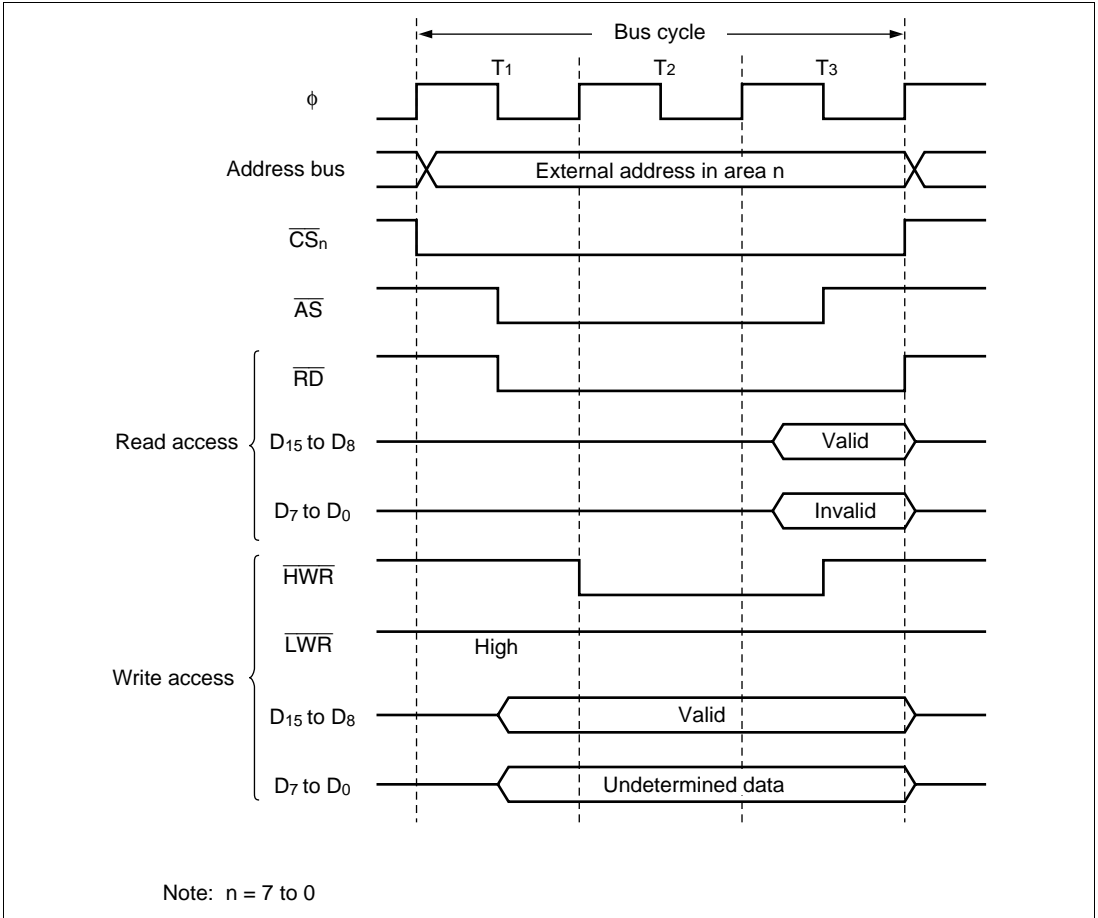 Bus cycle
T1 T2 T3
φ
Address bus External address in area n
CSn
AS
RD
Read access D15 to D8 Valid
D7 to D0 Invalid
HWR
LWR High
Write access
D15 to D8 Valid
D7 to D0 Undetermined data
Note: n = 7 to 0